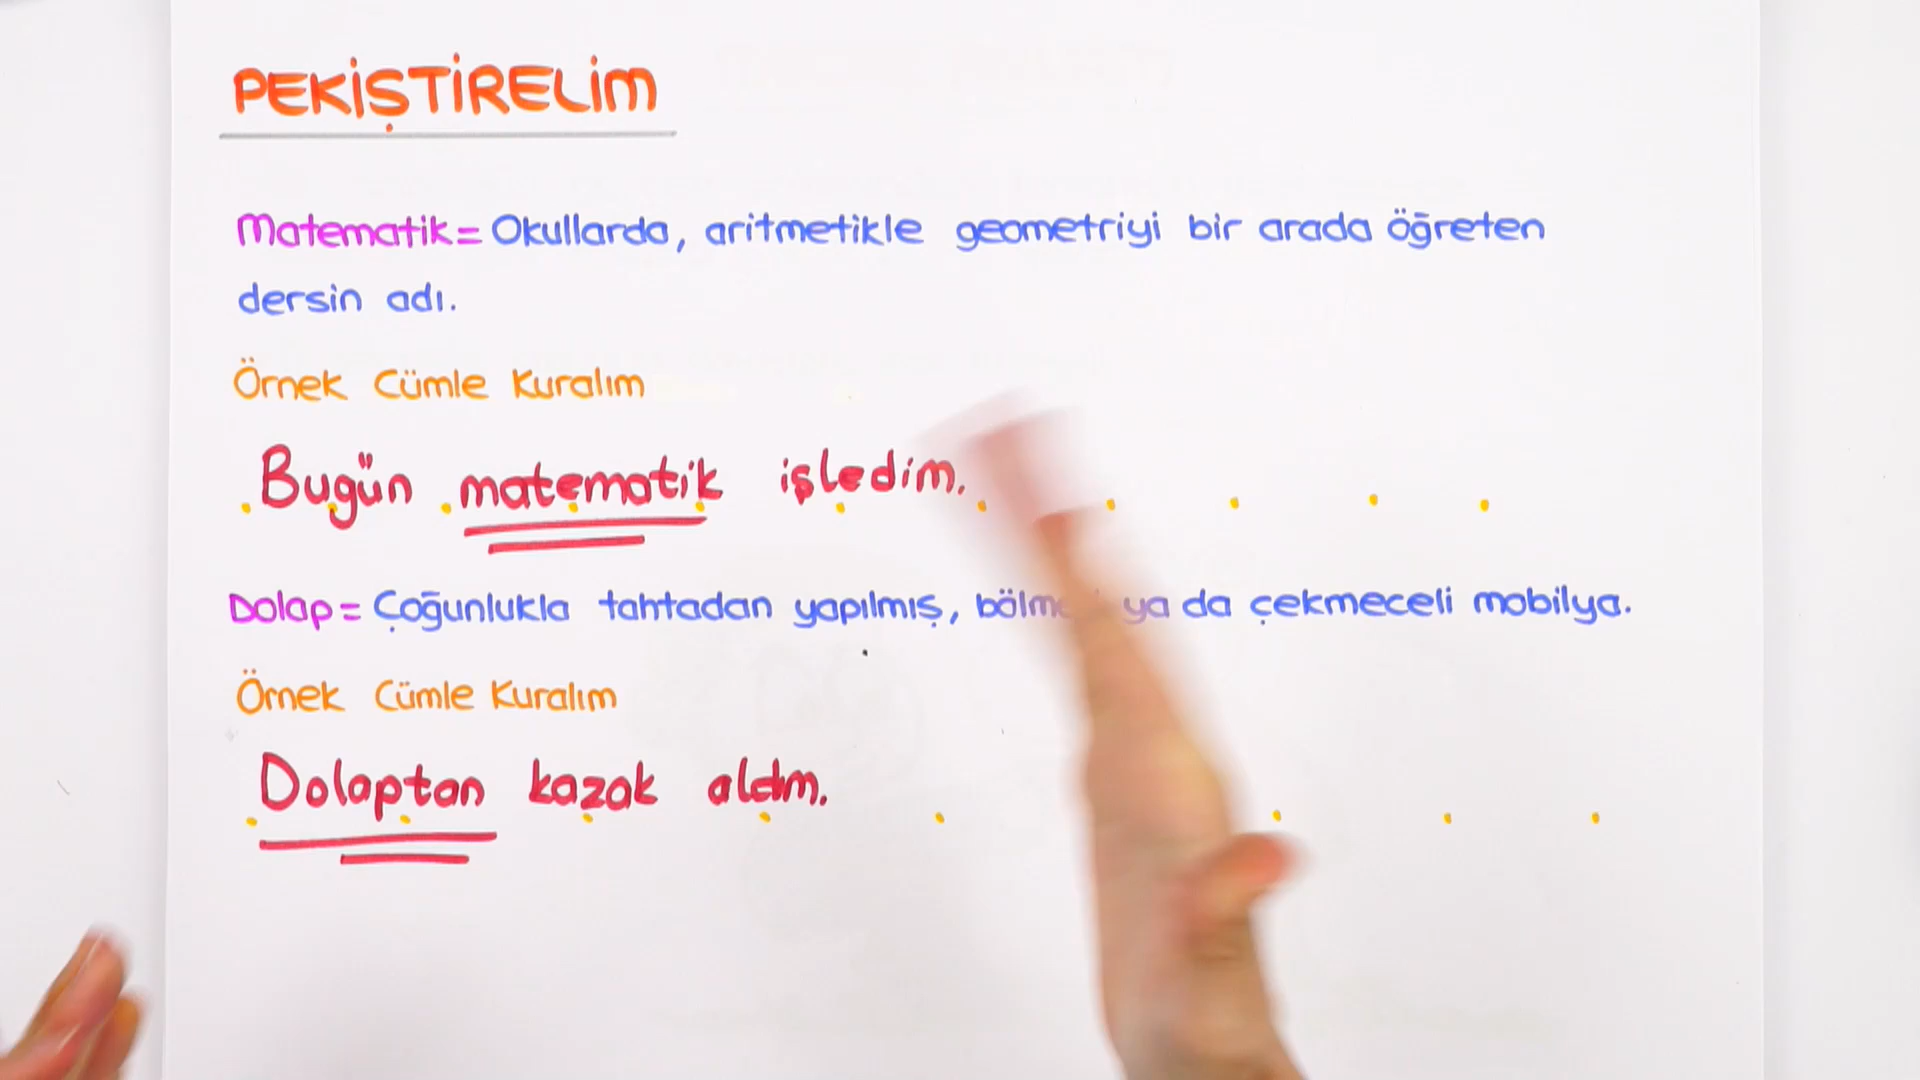 PEKİŞTİRELİM
Matematik = Okullarda, aritmetikle geometriyi bir arada öğreten
dersin adı.
Örnek Cümle Kuralım
Bugün matematik işledim.
Dolap = Çoğunlukla tahtadan yapılmış, ya da çekmeceli mobilya.
Örnek Cümle Kuralım
Dolaptan kazak aldım.